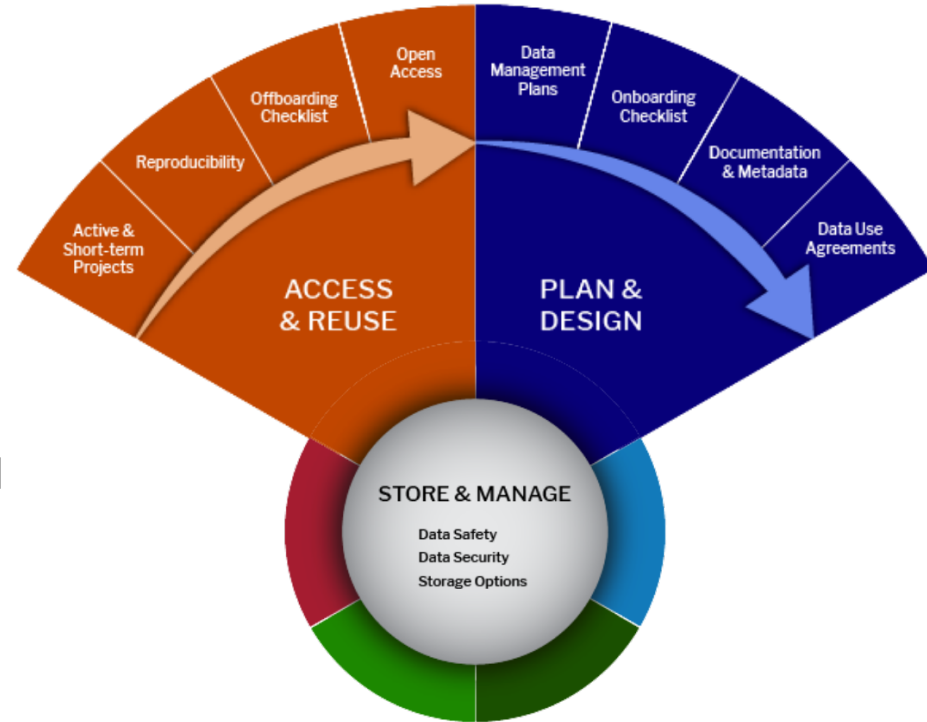 Open
Access
Offboarding
Checklist
Reproducibility
Active &
Short-term
Projects
Data
Management
Plans
Onboarding
Checklist
Documentation
& Metadata
Data Use
Agreements
ACCESS
& REUSE
PLAN &
DESIGN
STORE & MANAGE
Data Safety
Data Security
Storage Options